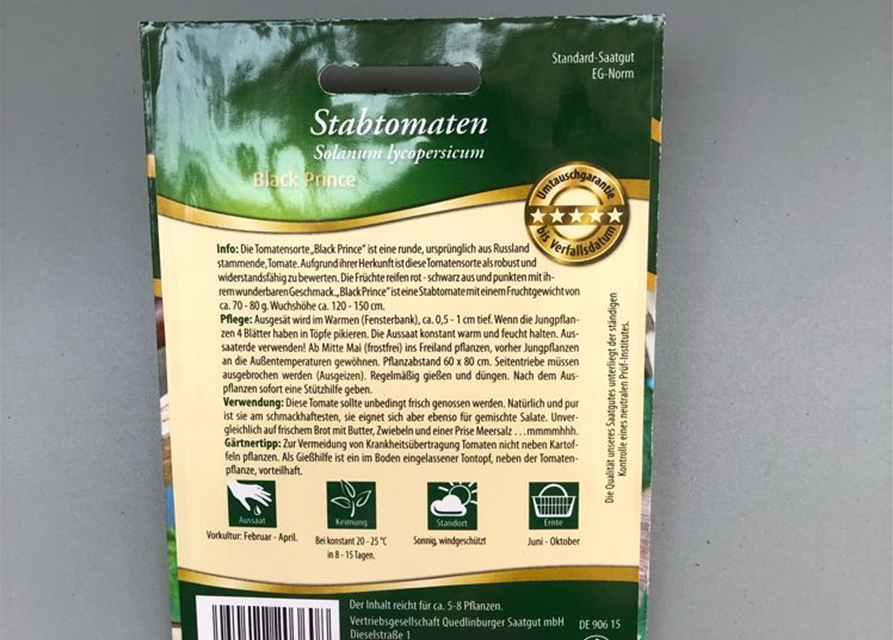 Standard-Saatgut
EG-Norm
Stabtomaten
Solanum lycopersicum
Black Prince
Umtauschgarantie
bis Verfallsdatum
Info: Die Tomatensorte „Black Prince" ist eine runde, ursprünglich aus Russland
stammende, Tomate. Aufgrund ihrer Herkunft ist diese Tomatensorte als robust und
widerstandsfähig zu bewerten. Die Früchte reifen rot - schwarz aus und punkten mit ih-
rem wunderbaren Geschmack. „Black Prince" ist eine Stabtomate mit einem Fruchtgewicht von
ca. 70 - 80 g. Wuchshöhe ca. 120 - 150 cm.
Pflege: Ausgesät wird im Warmen (Fensterbank), ca. 0,5 - 1 cm tief. Wenn die Jungpflan-
zen 4 Blätter haben in Töpfe pikieren. Die Aussaat konstant warm und feucht halten. Aus-
saaterde verwenden! Ab Mitte Mai (frostfrei) ins Freiland pflanzen, vorher Jungpflanzen
an die Außentemperaturen gewöhnen. Pflanzabstand 60 x 80 cm. Seitentriebe müssen
ausgebrochen werden (Ausgeizen). Regelmäßig gießen und düngen. Nach dem Aus-
pflanzen sofort eine Stützhilfe geben.
Verwendung: Diese Tomate sollte unbedingt frisch genossen werden. Natürlich und pur
ist sie am schmackhaftesten, sie eignet sich aber ebenso für gemischte Salate. Unver-
gleichlich auf frischem Brot mit Butter, Zwiebeln und einer Prise Meersalz ...mmmmhhh.
Gärtnertipp: Zur Vermeidung von Krankheitsübertragung Tomaten nicht neben Kartof-
feln pflanzen. Als Gießhilfe ist ein im Boden eingelassener Tontopf, neben der Tomaten-
pflanze, vorteilhaft.
Die Qualität unseres Saatgutes unterliegt der ständigen
Kontrolle eines neutralen Prüf-Institutes.
Aussaat
Keimung
Standort
Ernte
Vorkultur: Februar - April.
Bei konstant 20 - 25 °C
in 8 - 15 Tagen.
Sonnig, windgeschützt
Juni - Oktober
Der Inhalt reicht für ca. 5-8 Pflanzen.
Vertriebsgesellschaft Quedlinburger Saatgut mbH
Dieselstraße 1
DE 906 15